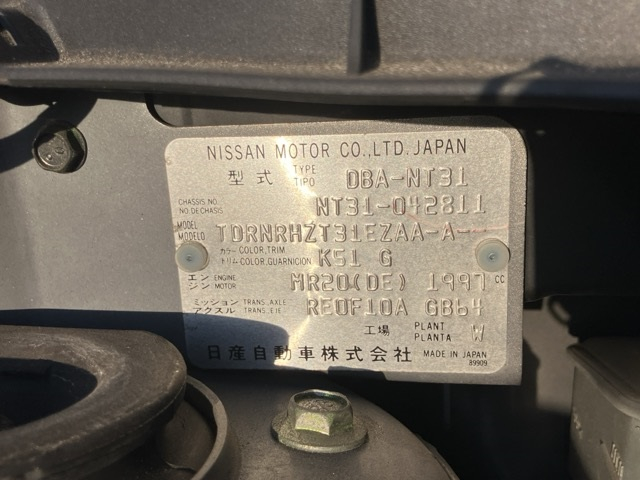 NISSAN MOTOR CO., LTD. JAPAN
型式 TYPE TIPO DBA-NT31
CHASSIS NO. NO DE CHASIS NT31-042811
MODEL MODELO TDRNRHZT31EZAA-A--
カラー COLOR, TRIM トリム COLOR, GUARNICION K51 G
エンジン ENGINE MOTOR MR20(DE) 1997 CC
ミッション アクスル TRANS. AXLE TRANS. EJE RE0F10A GB64
工場 PLANT PLANTA W
日産自動車株式会社 MADE IN JAPAN
89909